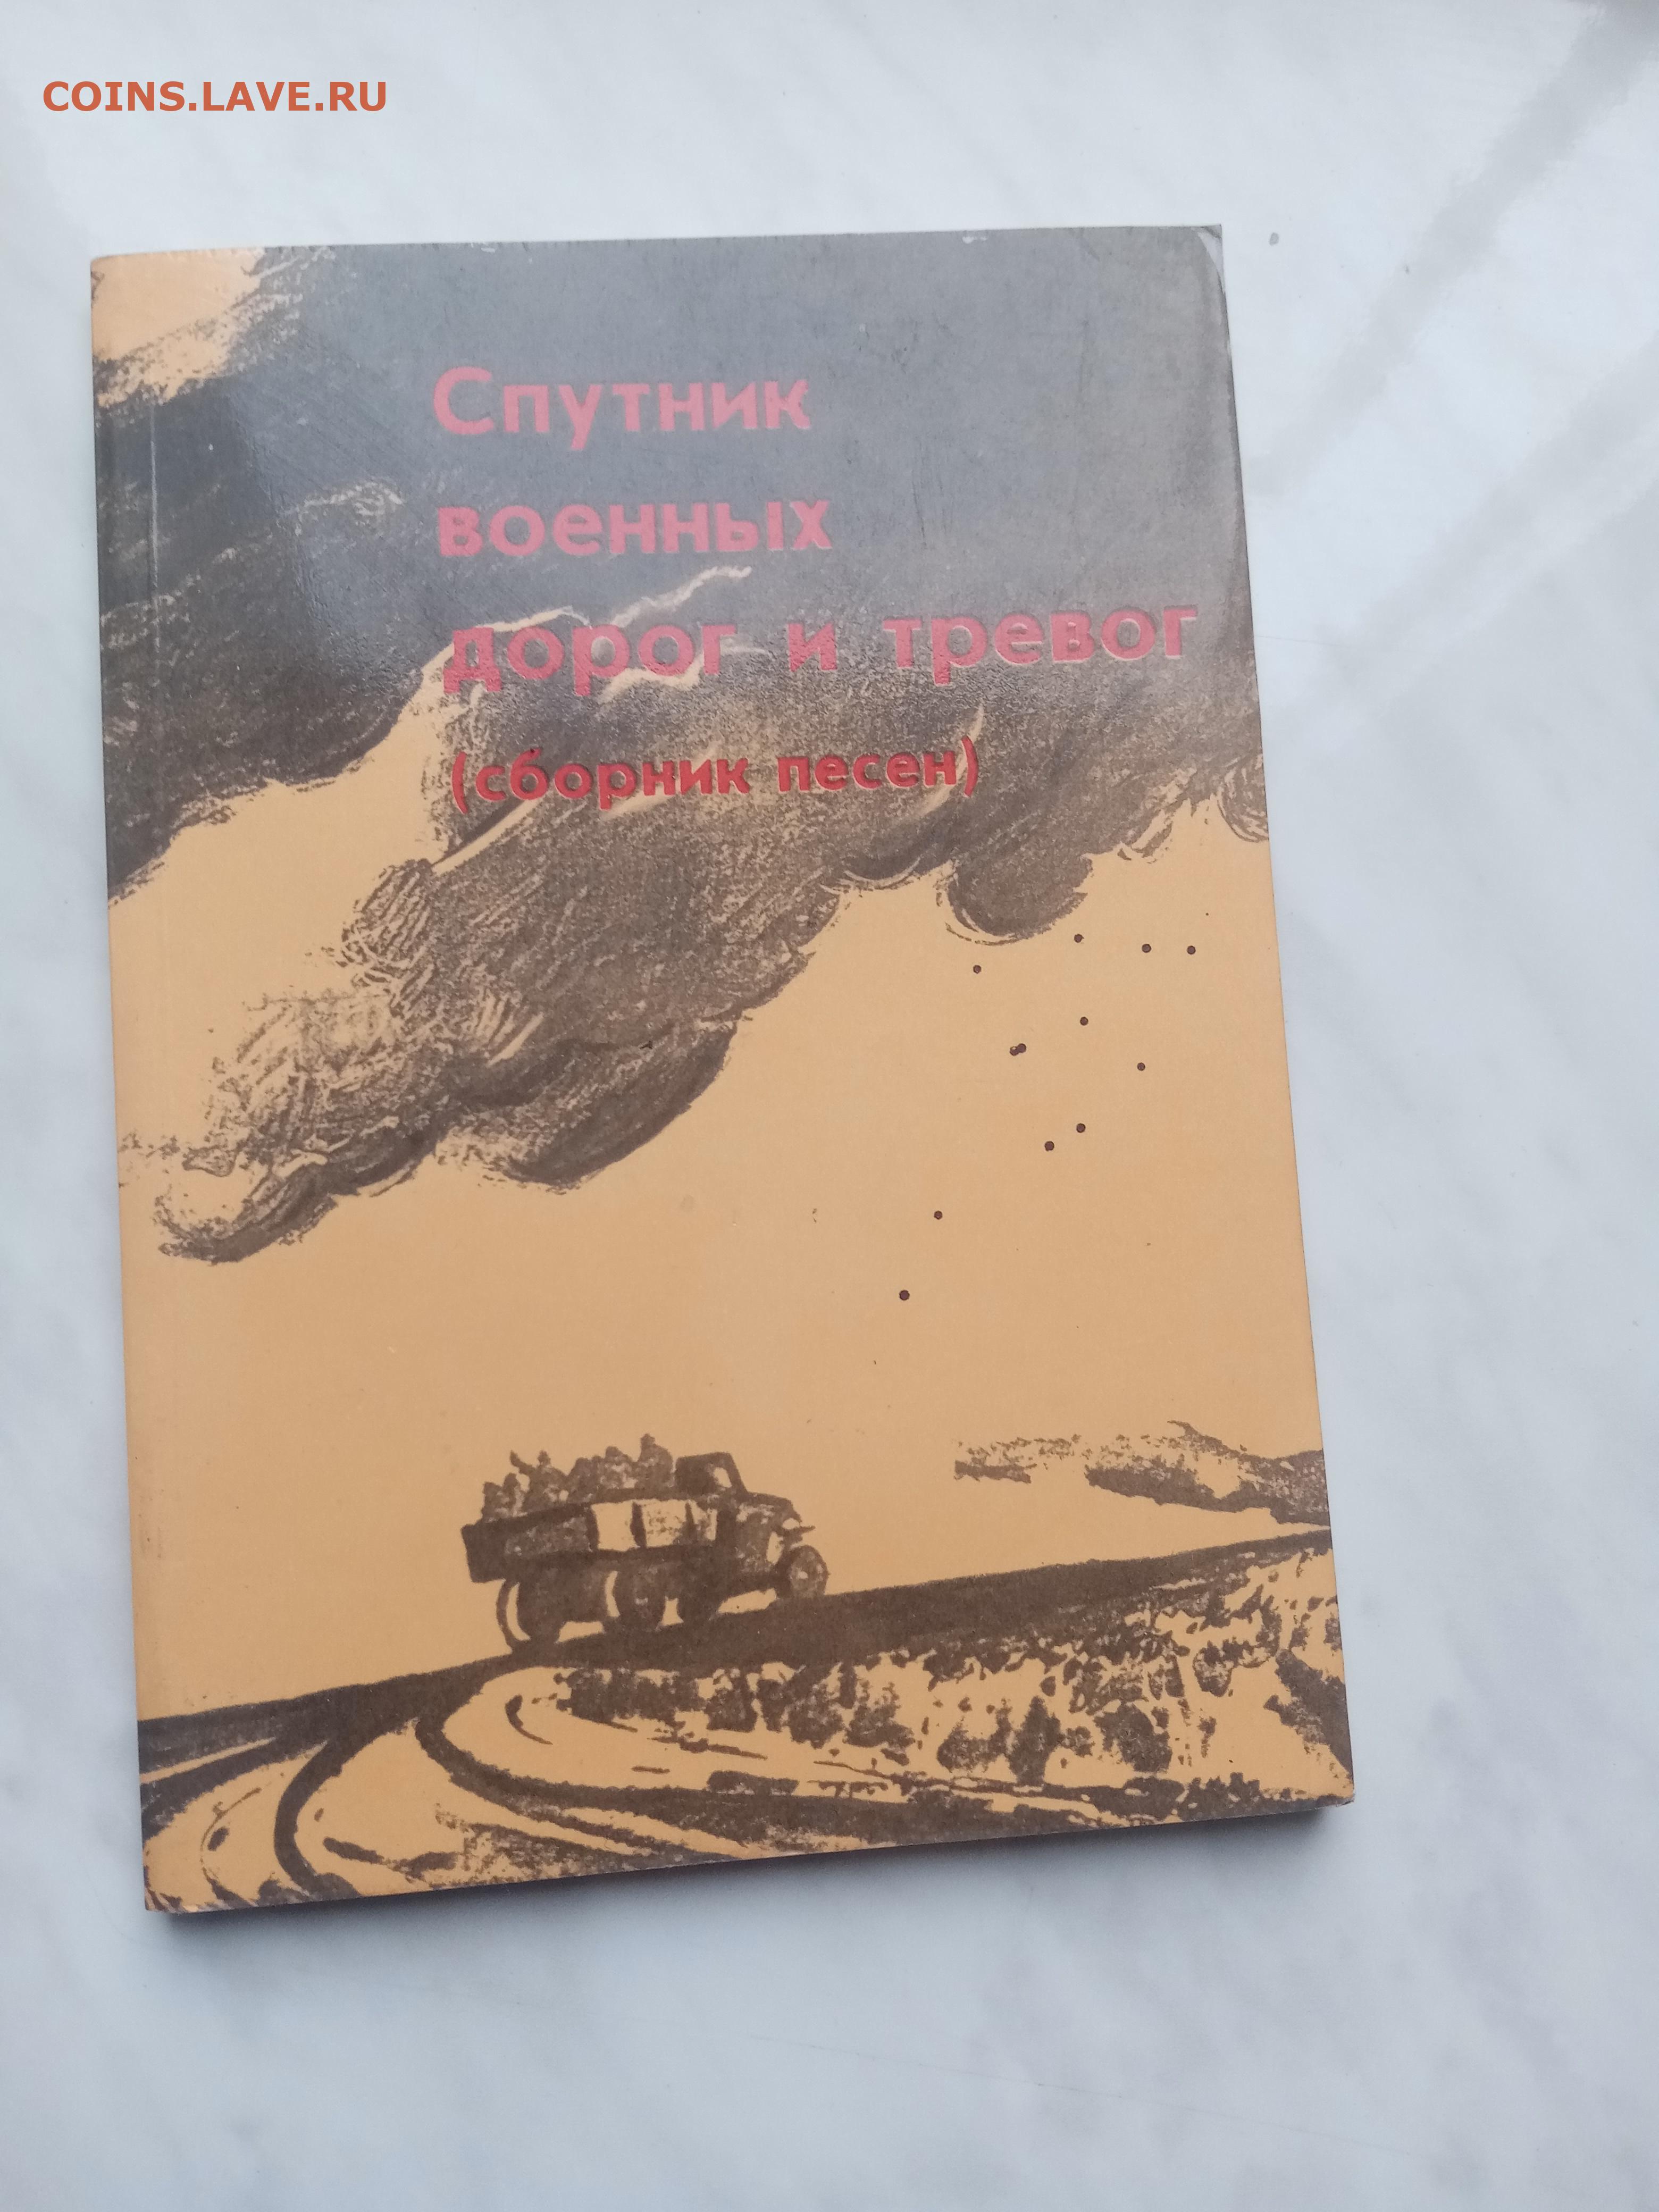 COINS.LAVE.RU
Спутник
военных
дорог и тревог
(сборник песен)